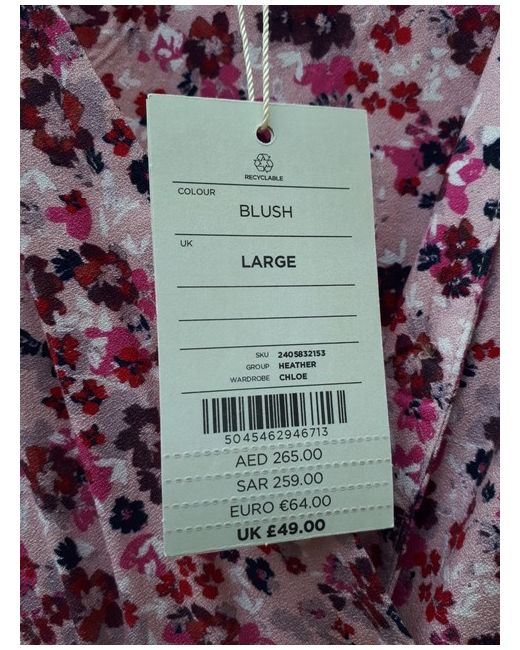 RECYCLABLE
COLOUR
BLUSH
UK
LARGE
SKU 2405832153
GROUP HEATHER
WARDROBE CHLOE
5045462946713
AED 265.00
SAR 259.00
EURO €64.00
UK £49.00